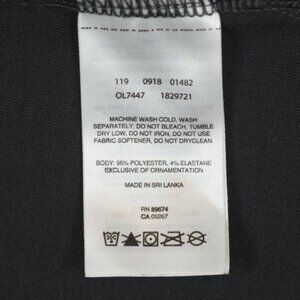 119 0918 01482
OL7447 1829721
MACHINE WASH COLD, WASH
SEPARATELY, DO NOT BLEACH, TUMBLE
DRY LOW, DO NOT IRON, DO NOT USE
FABRIC SOFTENER, DO NOT DRYCLEAN.
BODY: 96% POLYESTER, 4% ELASTANE
EXCLUSIVE OF ORNAMENTATION
MADE IN SRI LANKA
RN 89674
CA 05267